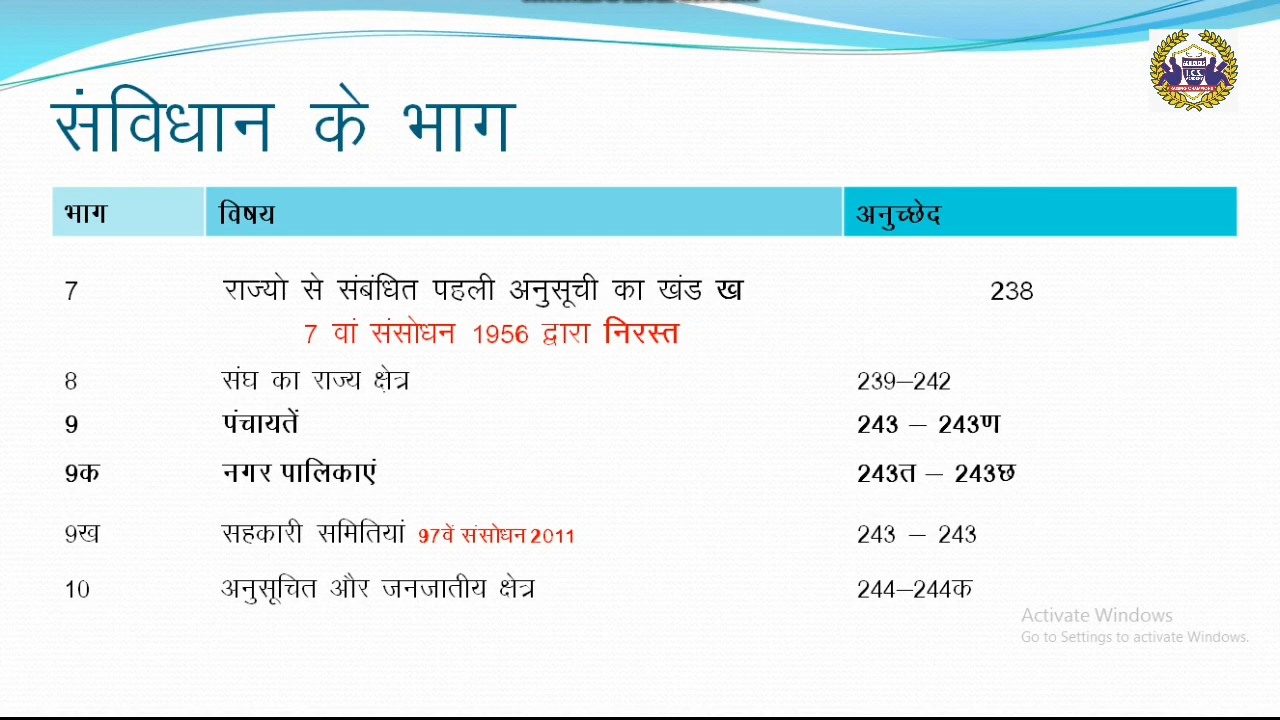 संविधान के भाग
भाग विषय अनुच्छेद
7 राज्यो से संबंधित पहली अनुसूची का खंड ख 238
7 वां संसोधन 1956 द्वारा निरस्त
8 संघ का राज्य क्षेत्र 239–242
9 पंचायतें 243 – 243ण
9क नगर पालिकाएं 243त – 243छ
9ख सहकारी समितियां 97वें संसोधन 2011 243 – 243
10 अनुसूचित और जनजातीय क्षेत्र 244–244क
Activate Windows
Go to Settings to activate Windows.
I.C.S.
ACADEMY